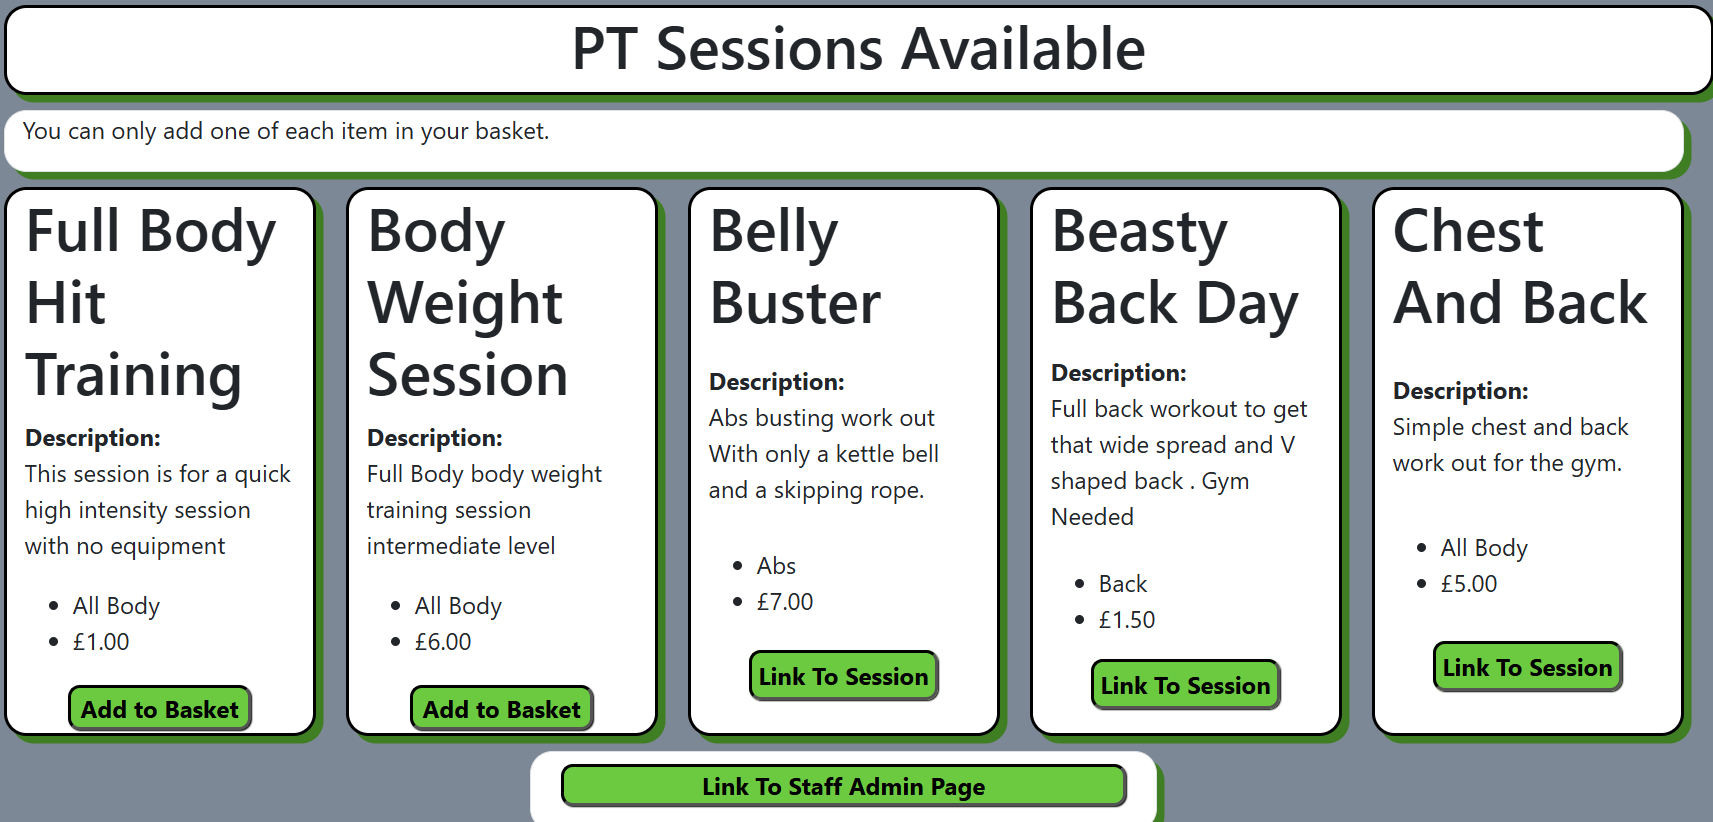 PT Sessions Available
You can only add one of each item in your basket.
Full Body
Hit
Training
Description:
This session is for a quick
high intensity session
with no equipment
All Body
£1.00
Add to Basket
Body
Weight
Session
Description:
Full Body body weight
training session
intermediate level
All Body
£6.00
Add to Basket
Belly
Buster
Description:
Abs busting work out
With only a kettle bell
and a skipping rope.
Abs
£7.00
Link To Session
Beasty
Back Day
Description:
Full back workout to get
that wide spread and V
shaped back . Gym
Needed
Back
£1.50
Link To Session
Chest
And Back
Description:
Simple chest and back
work out for the gym.
All Body
£5.00
Link To Session
Link To Staff Admin Page